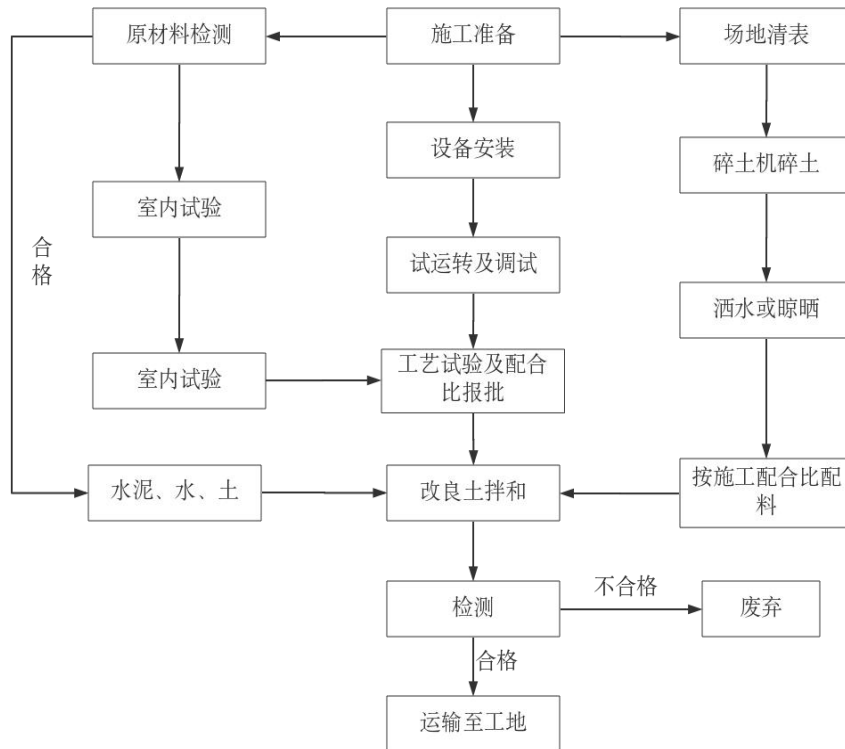 原材料检测
施工准备
场地清表
设备安装
碎土机碎土
室内试验
合
格
试运转及调试
洒水或晾晒
室内试验
工艺试验及配合
比报批
水泥、水、土
改良土拌和
按施工配合比配
料
检测
不合格
废弃
合格
运输至工地